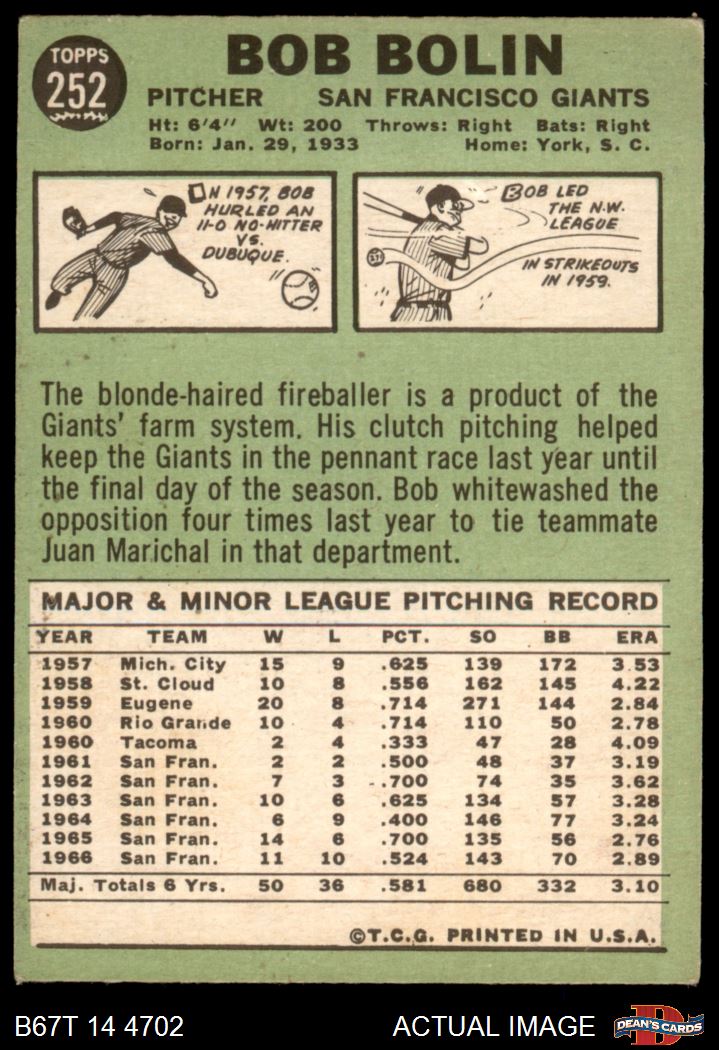 TOPPS
252
BOB BOLIN
PITCHER SAN FRANCISCO GIANTS
Ht: 6'4" Wt: 200 Throws: Right Bats: Right
Born: Jan. 29, 1933 Home: York, S. C.
IN 1957, BOB
HURLED AN
11-0 NO-HITTER
VS.
DUBUQUE.
BOB LED
THE N.W.
LEAGUE
IN STRIKEOUTS
IN 1959.
The blonde-haired fireballer is a product of the
Giants' farm system. His clutch pitching helped
keep the Giants in the pennant race last year until
the final day of the season. Bob whitewashed the
opposition four times last year to tie teammate
Juan Marichal in that department.
MAJOR & MINOR LEAGUE PITCHING RECORD
YEAR TEAM W L PCT. SO BB ERA
1957 Mich. City 15 9 .625 139 172 3.53
1958 St. Cloud 10 8 .556 162 145 4.22
1959 Eugene 20 8 .714 271 144 2.84
1960 Rio Grande 10 4 .714 110 50 2.78
1960 Tacoma 2 4 .333 47 28 4.09
1961 San Fran. 2 2 .500 48 37 3.19
1962 San Fran. 7 3 .700 74 35 3.62
1963 San Fran. 10 6 .625 134 57 3.28
1964 San Fran. 6 9 .400 146 77 3.24
1965 San Fran. 14 6 .700 135 56 2.76
1966 San Fran. 11 10 .524 143 70 2.89
Maj. Totals 6 Yrs. 50 36 .581 680 332 3.10
©T.C.G. PRINTED IN U.S.A.
B67T 14 4702 ACTUAL IMAGE
DEAN'S CARDS